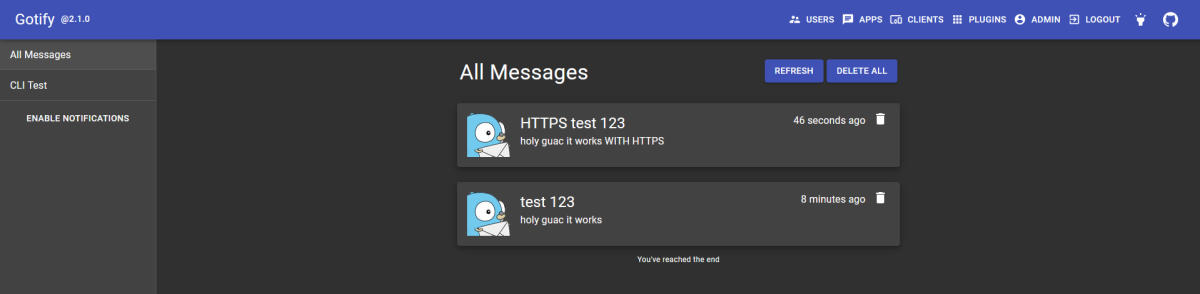 Gotify @2.1.0 USERS APPS CLIENTS PLUGINS ADMIN LOGOUT
All Messages
CLI Test
ENABLE NOTIFICATIONS
All Messages REFRESH DELETE ALL
HTTPS test 123 46 seconds ago
holy guac it works WITH HTTPS
test 123 8 minutes ago
holy guac it works
You've reached the end